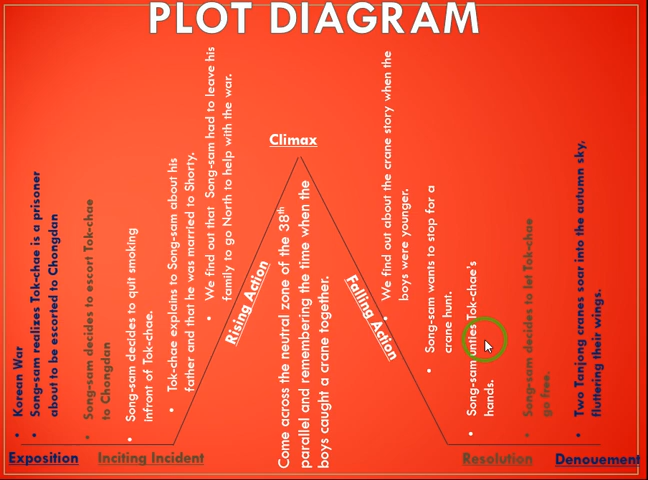 PLOT DIAGRAM
Korean War
Song-sam realizes Tok-chae is a prisoner
about to be escorted to Chongdan
Exposition
Song-sam decides to escort Tok-chae
to Chongdan
Inciting Incident
Song-sam decides to quit smoking
infront of Tok-chae.
Tok-chae explains to Song-sam about his
father and that he was married to Shorty.
We find out that Song-sam had to leave his
family to go North to help with the war.
Rising Action
Climax
Come across the neutral zone of the 38th
parallel and remembering the time when the
boys caught a crane together.
Falling Action
We find out about the crane story when the
boys were younger.
Song-sam wants to stop for a
crane hunt.
Song-sam unties Tok-chae's
hands.
Song-sam decides to let Tok-chae
go free.
Resolution
Two Tanjong cranes soar into the autumn sky,
fluttering their wings.
Denouement